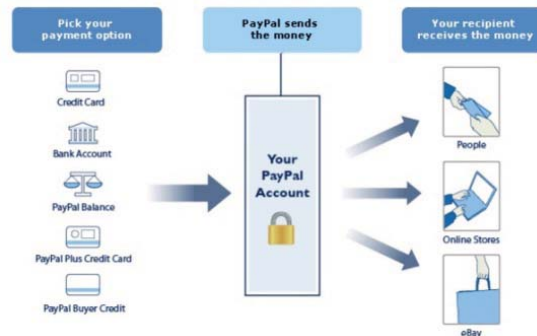 Pick your
payment option
PayPal sends
the money
Your recipient
receives the money
Credit Card
Bank Account
PayPal Balance
PayPal Plus Credit Card
PayPal Buyer Credit
Your
PayPal
Account
People
Online Stores
eBay